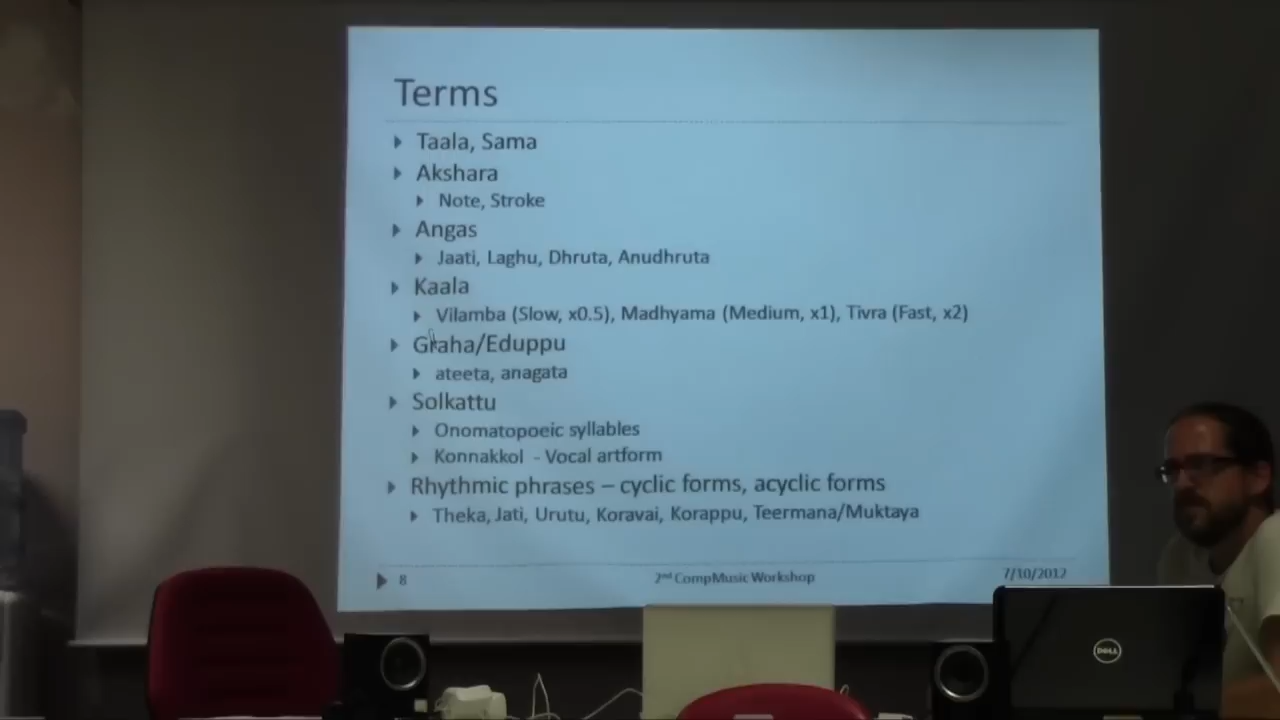 Terms
Taala, Sama
Akshara
Note, Stroke
Angas
Jaati, Laghu, Dhruta, Anudhruta
Kaala
Vilamba (Slow, x0.5), Madhyama (Medium, x1), Tivra (Fast, x2)
Graha/Eduppu
ateeta, anagata
Solkattu
Onomatopoeic syllables
Konnakkol - Vocal artform
Rhythmic phrases – cyclic forms, acyclic forms
Theka, Jati, Urutu, Koravai, Korappu, Teermana/Muktaya
8 2nd CompMusic Workshop 7/10/2012
DELL